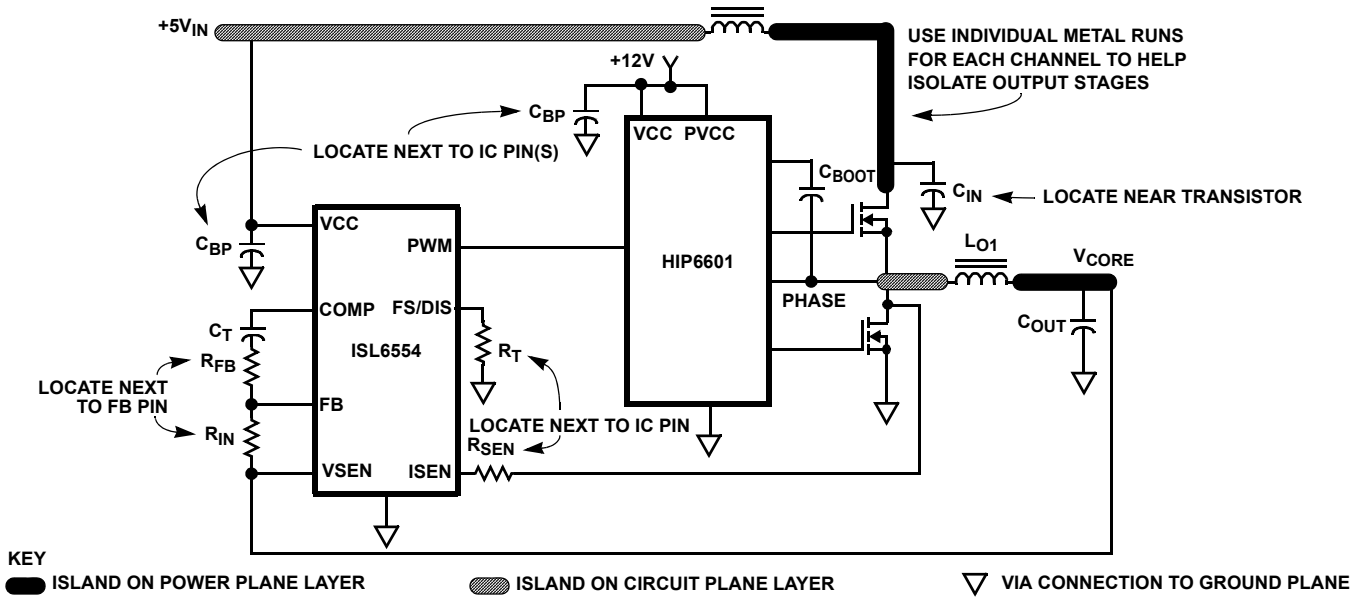 +5VIN
USE INDIVIDUAL METAL RUNS
FOR EACH CHANNEL TO HELP
ISOLATE OUTPUT STAGES
+12V
CBP
VCC PVCC
LOCATE NEXT TO IC PIN(S)
CBOOT
CIN
LOCATE NEAR TRANSISTOR
VCC
CBP
PWM
HIP6601
LO1
VCORE
PHASE
COMP
FS/DIS
CT
COUT
RFB
ISL6554
RT
LOCATE NEXT
TO FB PIN
FB
LOCATE NEXT TO IC PIN
RIN
RSEN
VSEN
ISEN
KEY
ISLAND ON POWER PLANE LAYER
ISLAND ON CIRCUIT PLANE LAYER
VIA CONNECTION TO GROUND PLANE